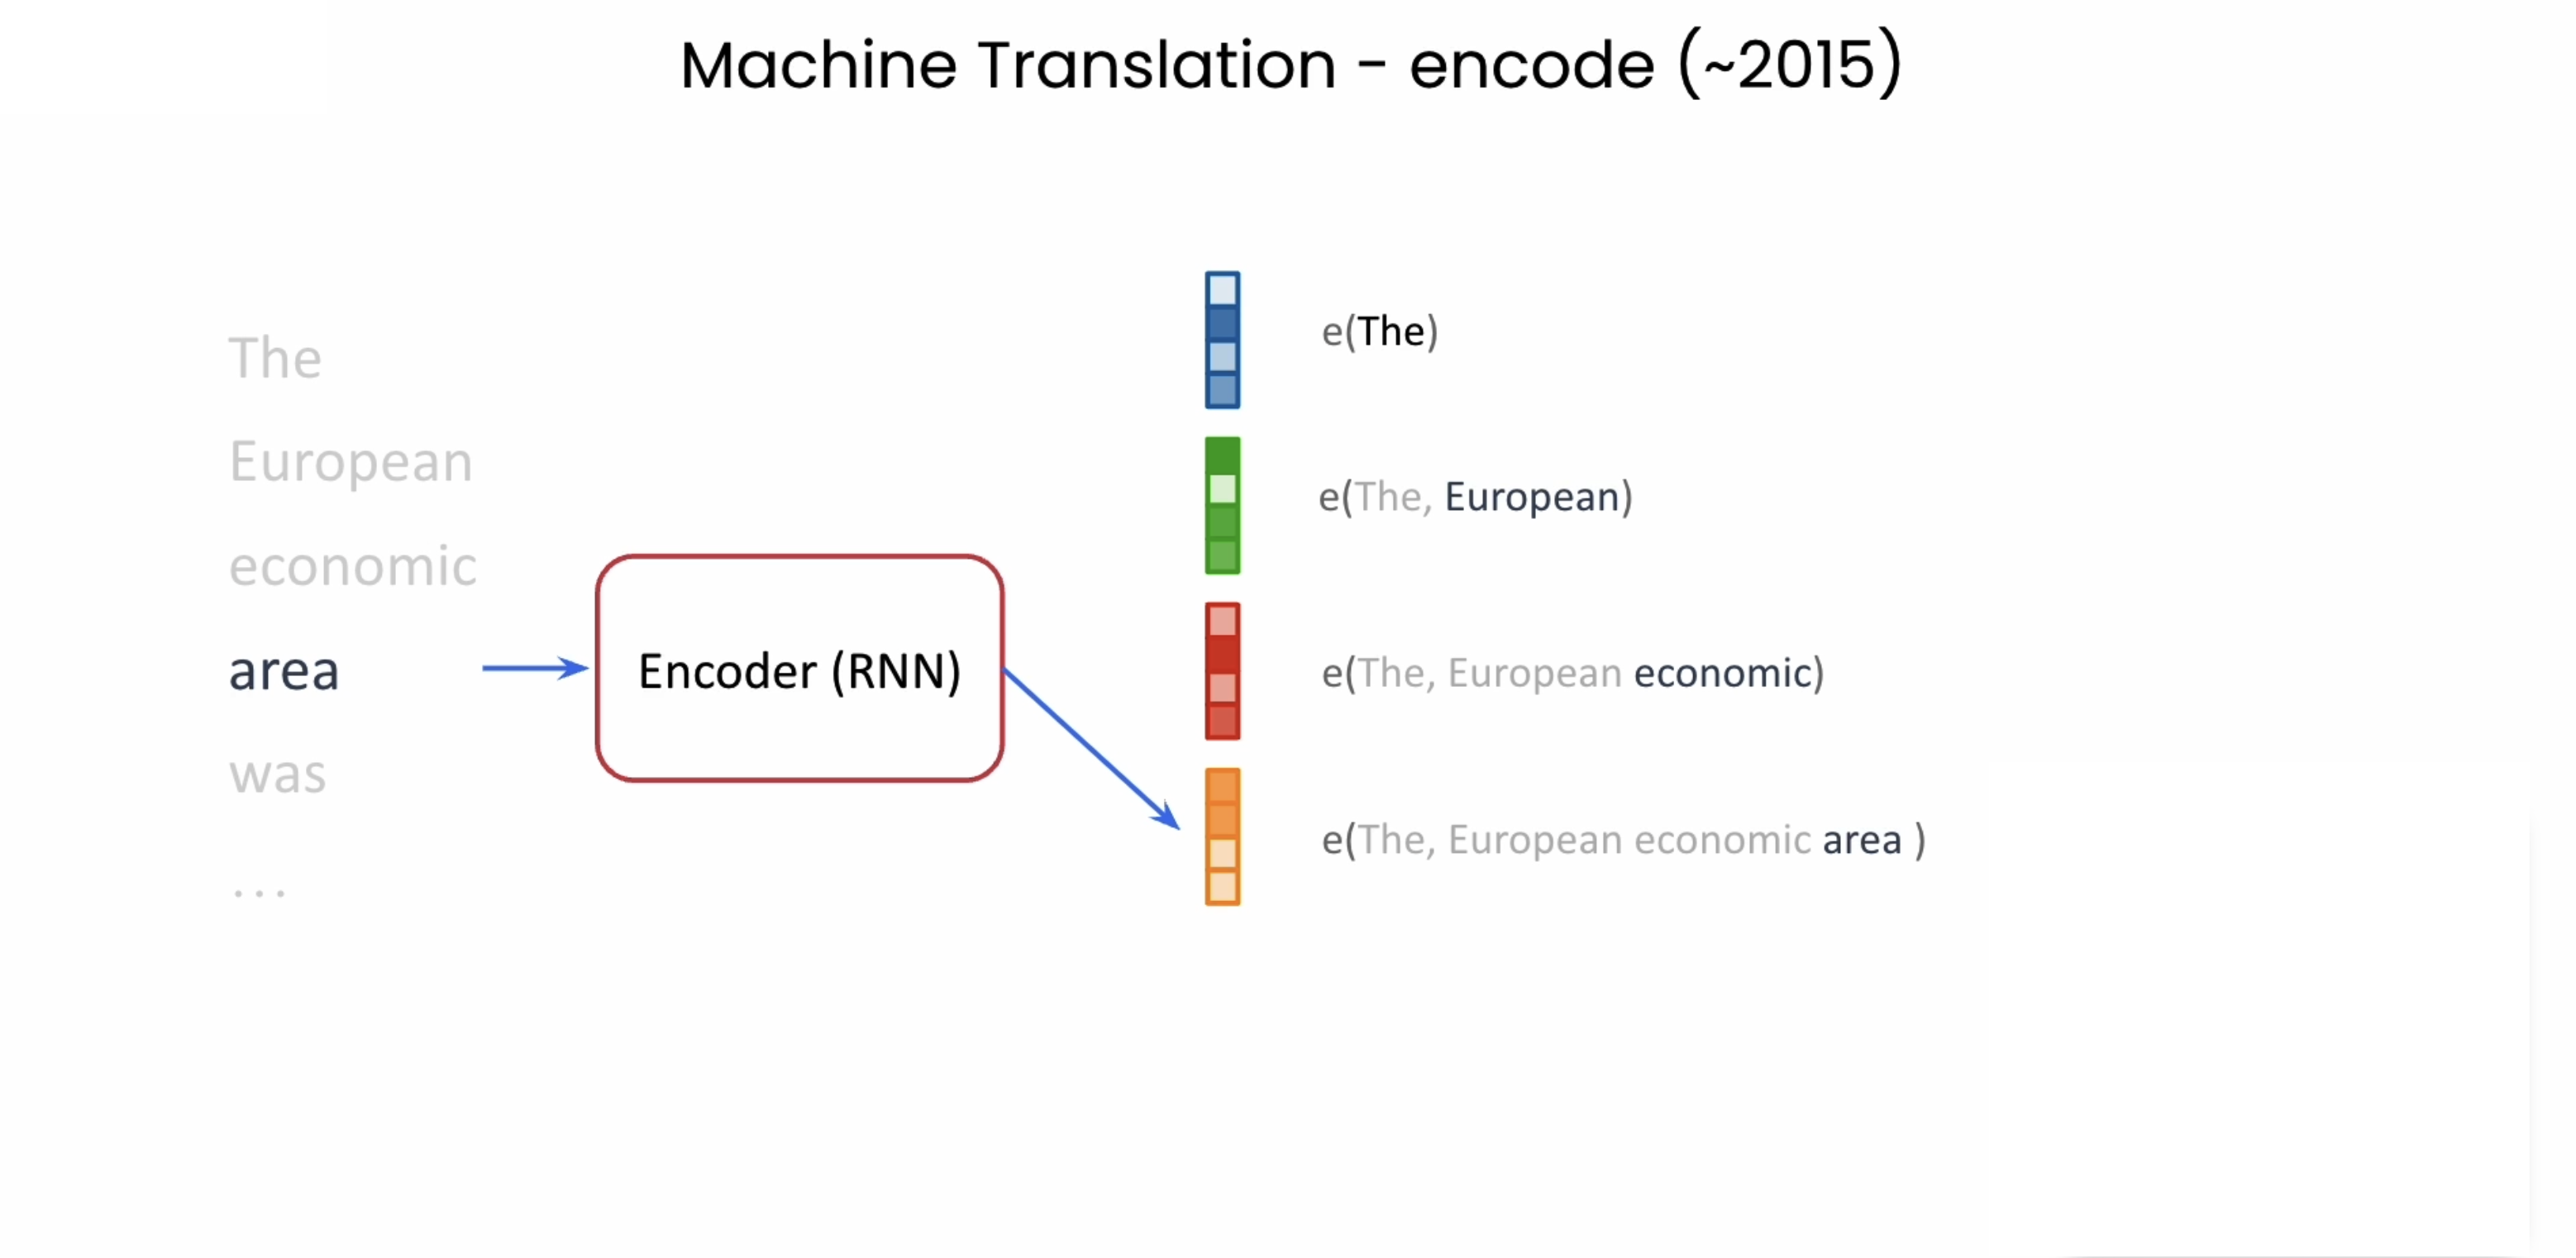 Machine Translation - encode (~2015)
The
European
economic
area
was
...
Encoder (RNN)
e(The)
e(The, European)
e(The, European economic)
e(The, European economic area )